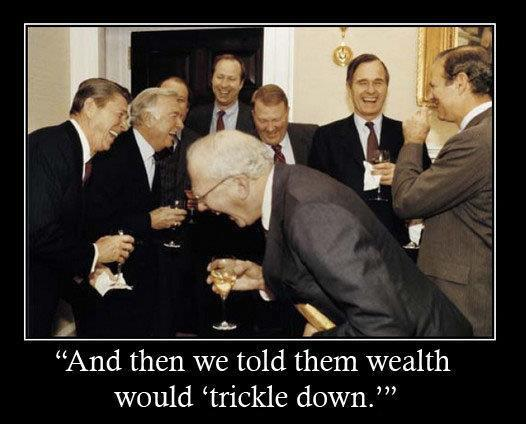 “And then we told them wealth
would ‘trickle down.’”